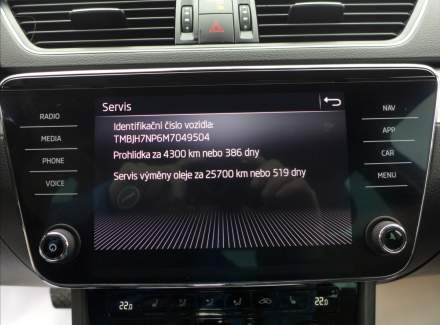 Servis
RADIO
MEDIA
PHONE
VOICE
Identifikační číslo vozidla:
TMBJH7NP6M7049504
Prohlídka za 4300 km nebo 386 dny
Servis výměny oleje za 25700 km nebo 519 dny
NAV
APP
CAR
MENU
22.0
22.0